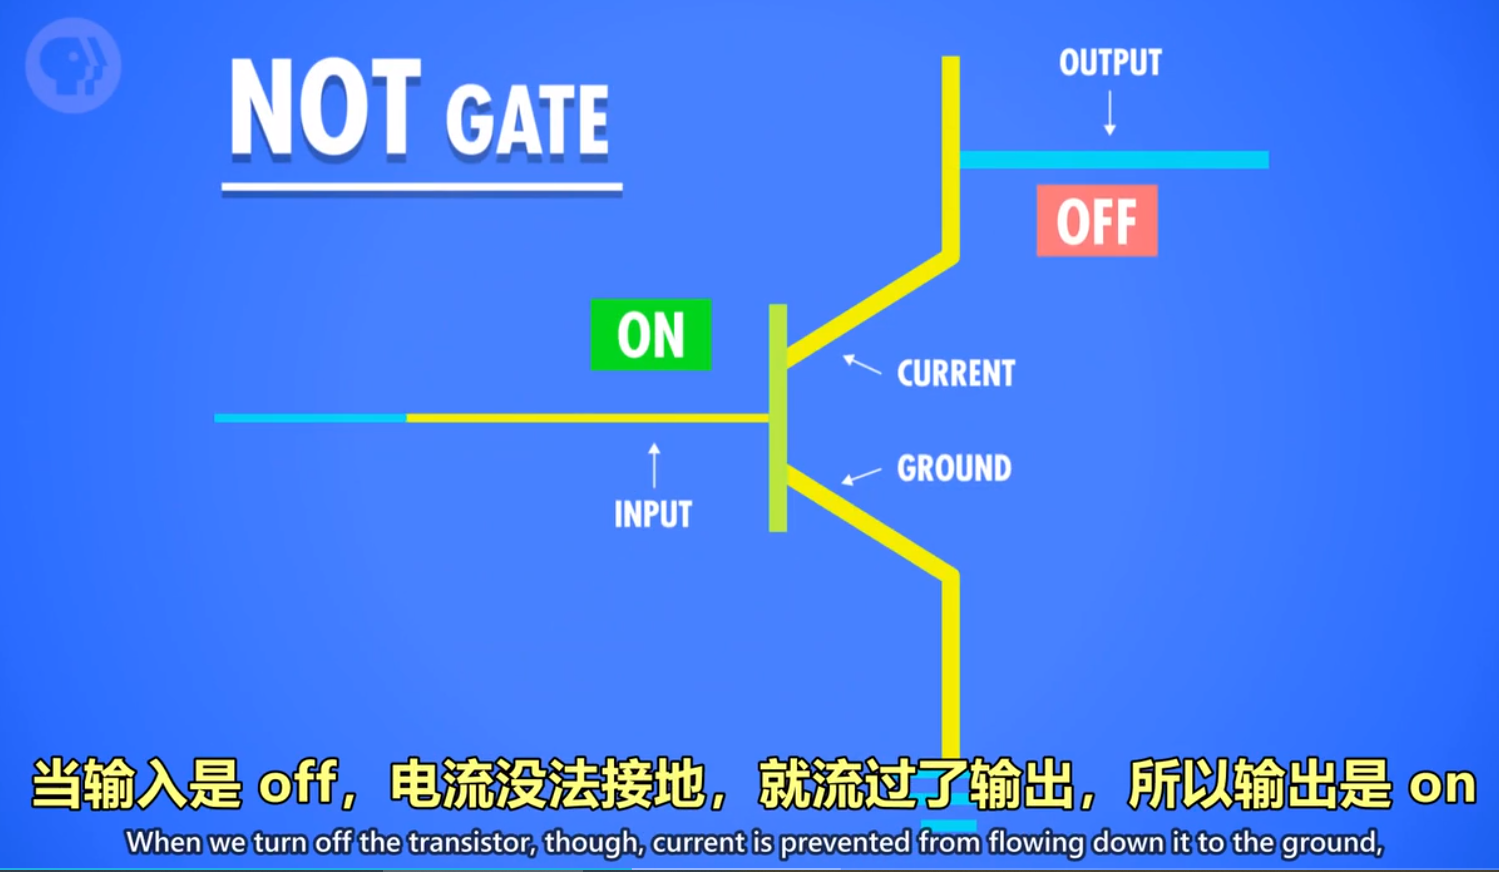 NOT GATE
OUTPUT
OFF
ON
CURRENT
GROUND
INPUT
当输入是 off，电流没法接地，就流过了输出，所以输出是 on
When we turn off the transistor, though, current is prevented from flowing down it to the ground,